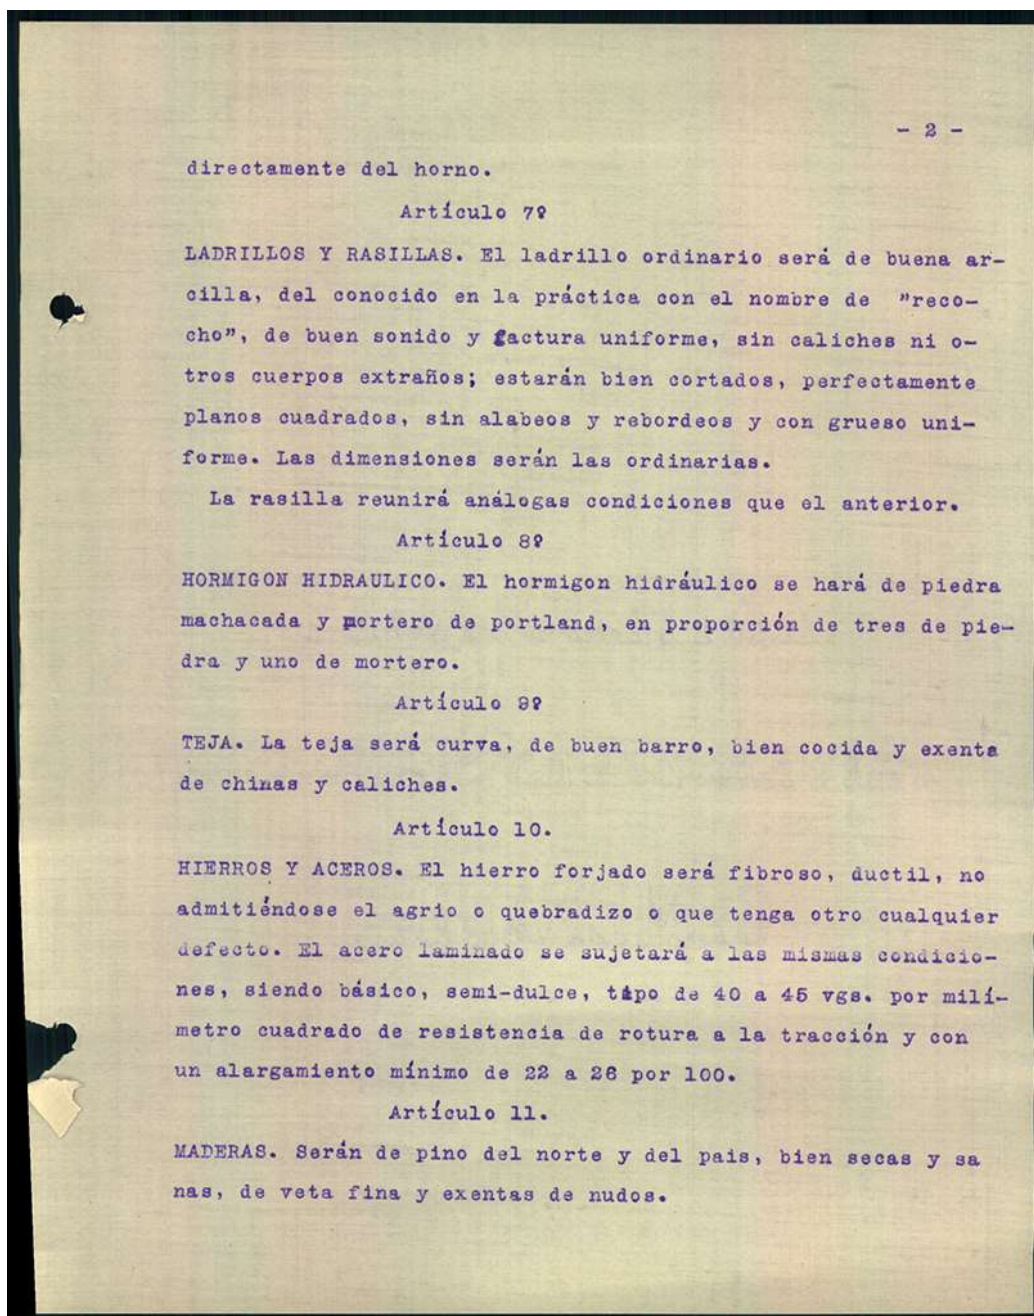 - 2 -
directamente del horno.
Artículo 7º
LADRILLOS Y RASILLAS. El ladrillo ordinario será de buena ar-
cilla, del conocido en la práctica con el nombre de "reco-
cho", de buen sonido y factura uniforme, sin caliches ni o-
tros cuerpos extraños; estarán bien cortados, perfectamente
planos cuadrados, sin alabeos y rebordeos y con grueso uni-
forme. Las dimensiones serán las ordinarias.
La rasilla reunirá análogas condiciones que el anterior.
Artículo 8º
HORMIGON HIDRAULICO. El hormigon hidráulico se hará de piedra
machacada y mortero de portland, en proporción de tres de pie-
dra y uno de mortero.
Artículo 9º
TEJA. La teja será curva, de buen barro, bien cocida y exenta
de chinas y caliches.
Artículo 10.
HIERROS Y ACEROS. El hierro forjado será fibroso, ductil, no
admitiéndose el agrio o quebradizo o que tenga otro cualquier
defecto. El acero laminado se sujetará a las mismas condicio-
nes, siendo básico, semi-dulce, tipo de 40 a 45 vgs. por milí-
metro cuadrado de resistencia de rotura a la tracción y con
un alargamiento mínimo de 22 a 26 por 100.
Artículo 11.
MADERAS. Serán de pino del norte y del pais, bien secas y sa
nas, de veta fina y exentas de nudos.